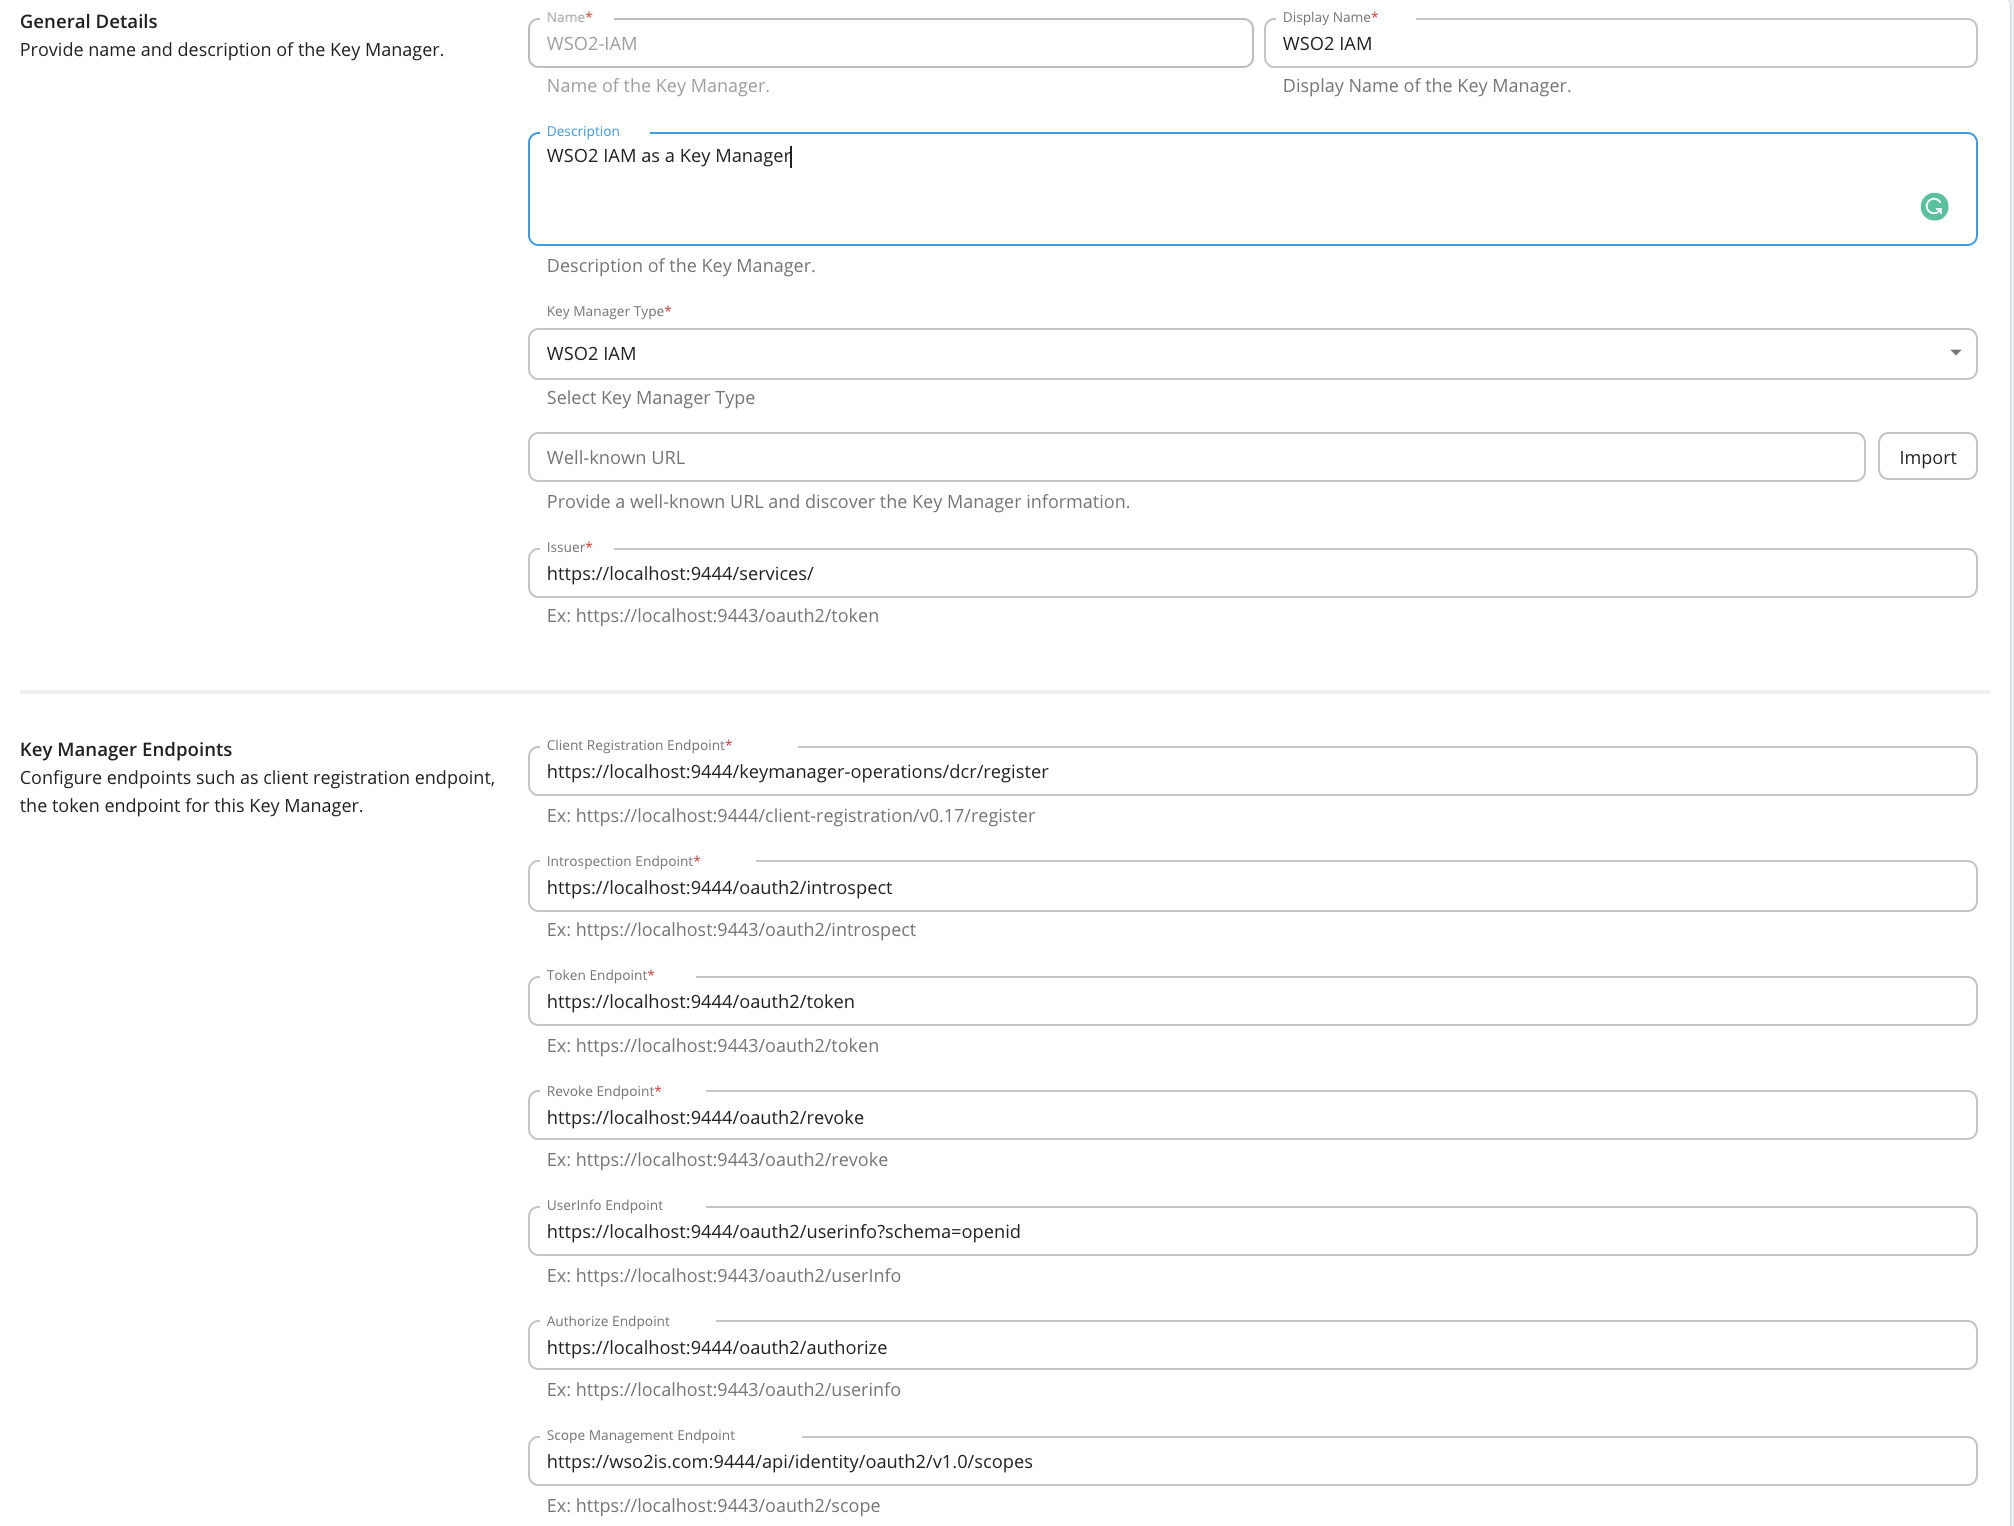 General Details
Provide name and description of the Key Manager.
Name*
WSO2-IAM
Name of the Key Manager.
Display Name*
WSO2 IAM
Display Name of the Key Manager.
Description
WSO2 IAM as a Key Manager
Description of the Key Manager.
Key Manager Type*
WSO2 IAM
Select Key Manager Type
Well-known URL
Import
Provide a well-known URL and discover the Key Manager information.
Issuer*
https://localhost:9444/services/
Ex: https://localhost:9443/oauth2/token
Key Manager Endpoints
Configure endpoints such as client registration endpoint,
the token endpoint for this Key Manager.
Client Registration Endpoint*
https://localhost:9444/keymanager-operations/dcr/register
Ex: https://localhost:9444/client-registration/v0.17/register
Introspection Endpoint*
https://localhost:9444/oauth2/introspect
Ex: https://localhost:9443/oauth2/introspect
Token Endpoint*
https://localhost:9444/oauth2/token
Ex: https://localhost:9443/oauth2/token
Revoke Endpoint*
https://localhost:9444/oauth2/revoke
Ex: https://localhost:9443/oauth2/revoke
UserInfo Endpoint
https://localhost:9444/oauth2/userinfo?schema=openid
Ex: https://localhost:9443/oauth2/userInfo
Authorize Endpoint
https://localhost:9444/oauth2/authorize
Ex: https://localhost:9443/oauth2/userinfo
Scope Management Endpoint
https://wso2is.com:9444/api/identity/oauth2/v1.0/scopes
Ex: https://localhost:9443/oauth2/scope